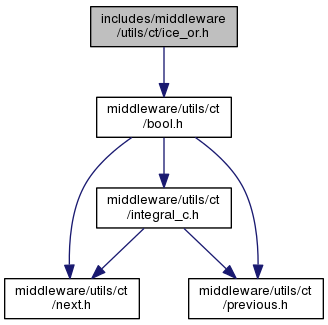 includes/middleware
/utils/ct/ice_or.h
middleware/utils/ct
/bool.h
middleware/utils/ct
/integral_c.h
middleware/utils/ct
/next.h
middleware/utils/ct
/previous.h